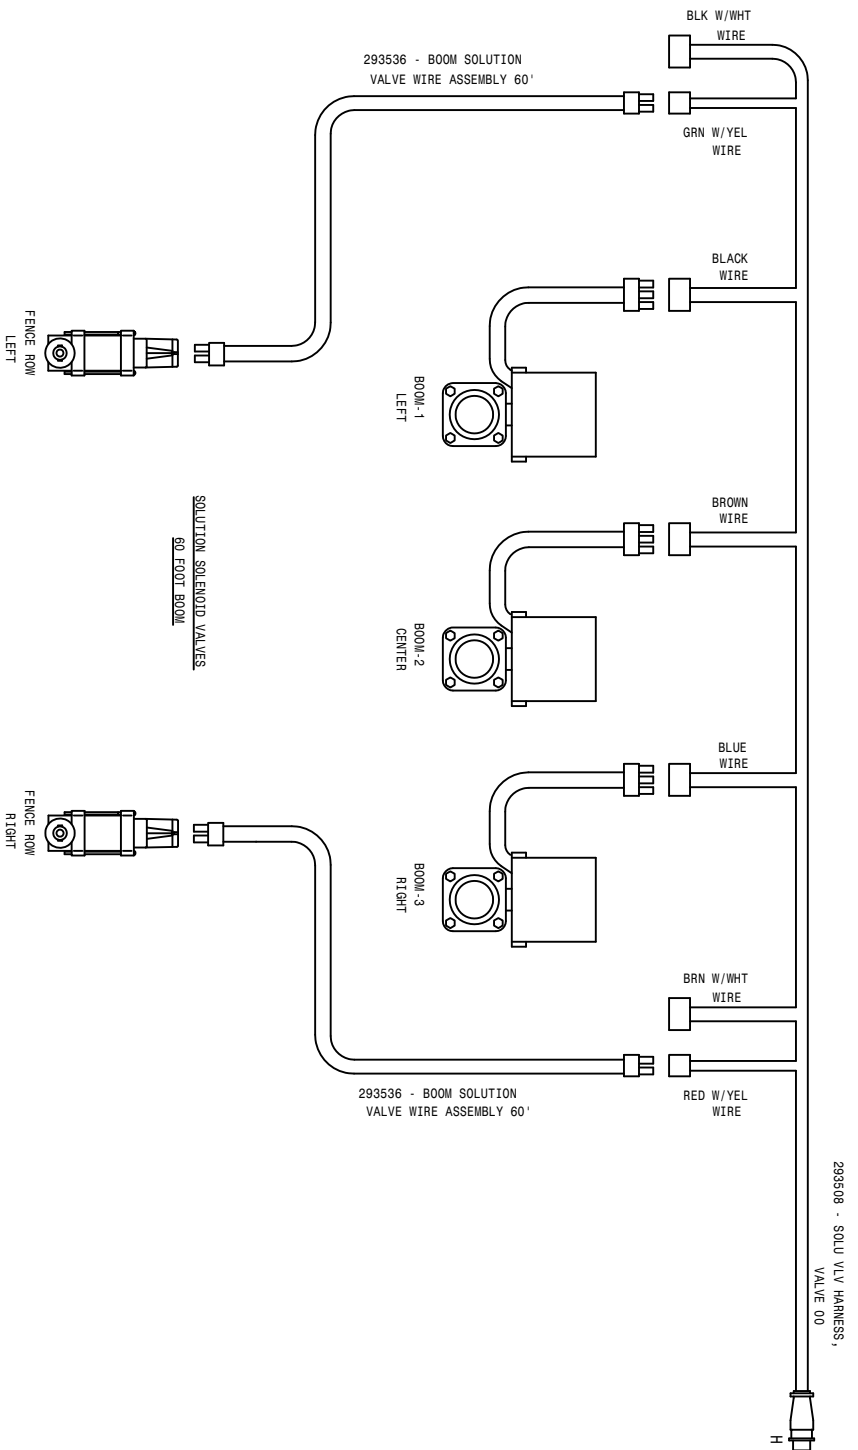 BLK W/WHT
WIRE
293536 - BOOM SOLUTION
VALVE WIRE ASSEMBLY 60'
GRN W/YEL
WIRE
BLACK
WIRE
FENCE ROW
LEFT
BOOM-1
LEFT
BROWN
WIRE
SOLUTION SOLENOID VALVES
60 FOOT BOOM
BOOM-2
CENTER
BLUE
WIRE
FENCE ROW
RIGHT
BOOM-3
RIGHT
BRN W/WHT
WIRE
293536 - BOOM SOLUTION
VALVE WIRE ASSEMBLY 60'
RED W/YEL
WIRE
293508 - SOLU VLV HARNESS,
VALVE 00
H